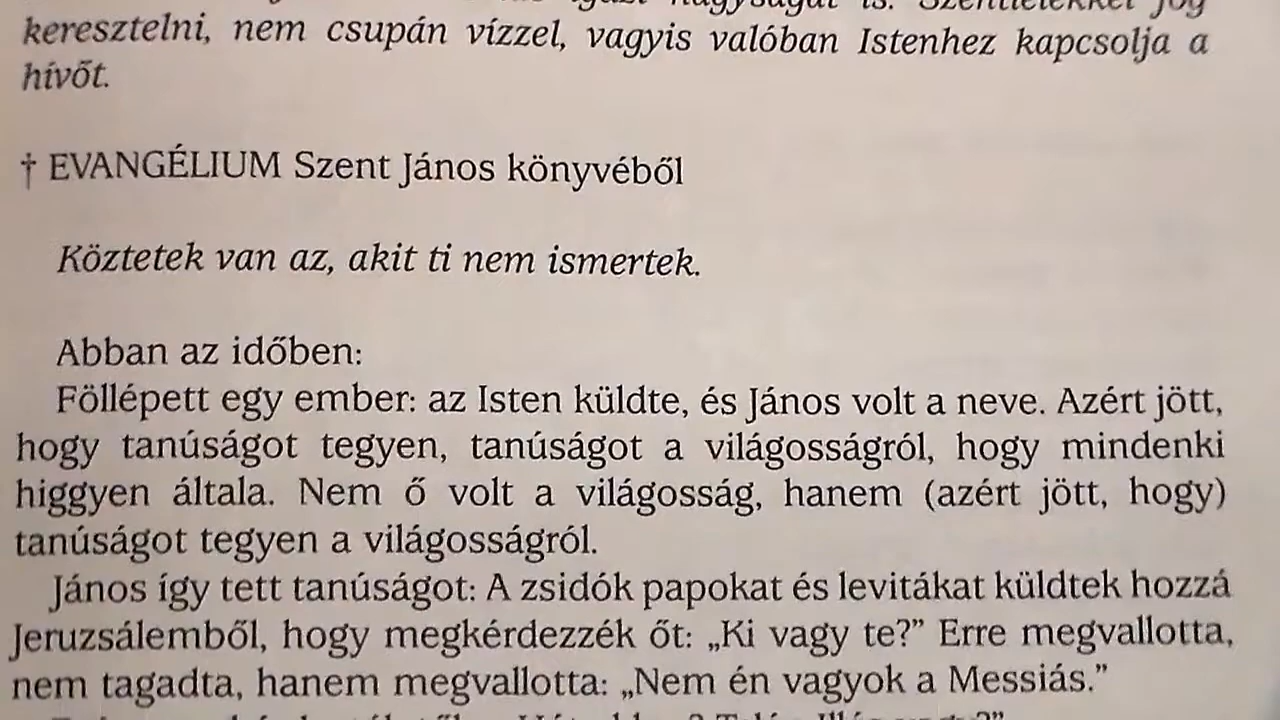 is. Szentlélekkel fog
keresztelni, nem csupán vízzel, vagyis valóban Istenhez kapcsolja a
hívőt.
† EVANGÉLIUM Szent János könyvéből
Köztetek van az, akit ti nem ismertek.
Abban az időben:
Föllépett egy ember: az Isten küldte, és János volt a neve. Azért jött,
hogy tanúságot tegyen, tanúságot a világosságról, hogy mindenki
higgyen általa. Nem ő volt a világosság, hanem (azért jött, hogy)
tanúságot tegyen a világosságról.
János így tett tanúságot: A zsidók papokat és levitákat küldtek hozzá
Jeruzsálemből, hogy megkérdezzék őt: „Ki vagy te?” Erre megvallotta,
nem tagadta, hanem megvallotta: „Nem én vagyok a Messiás.”